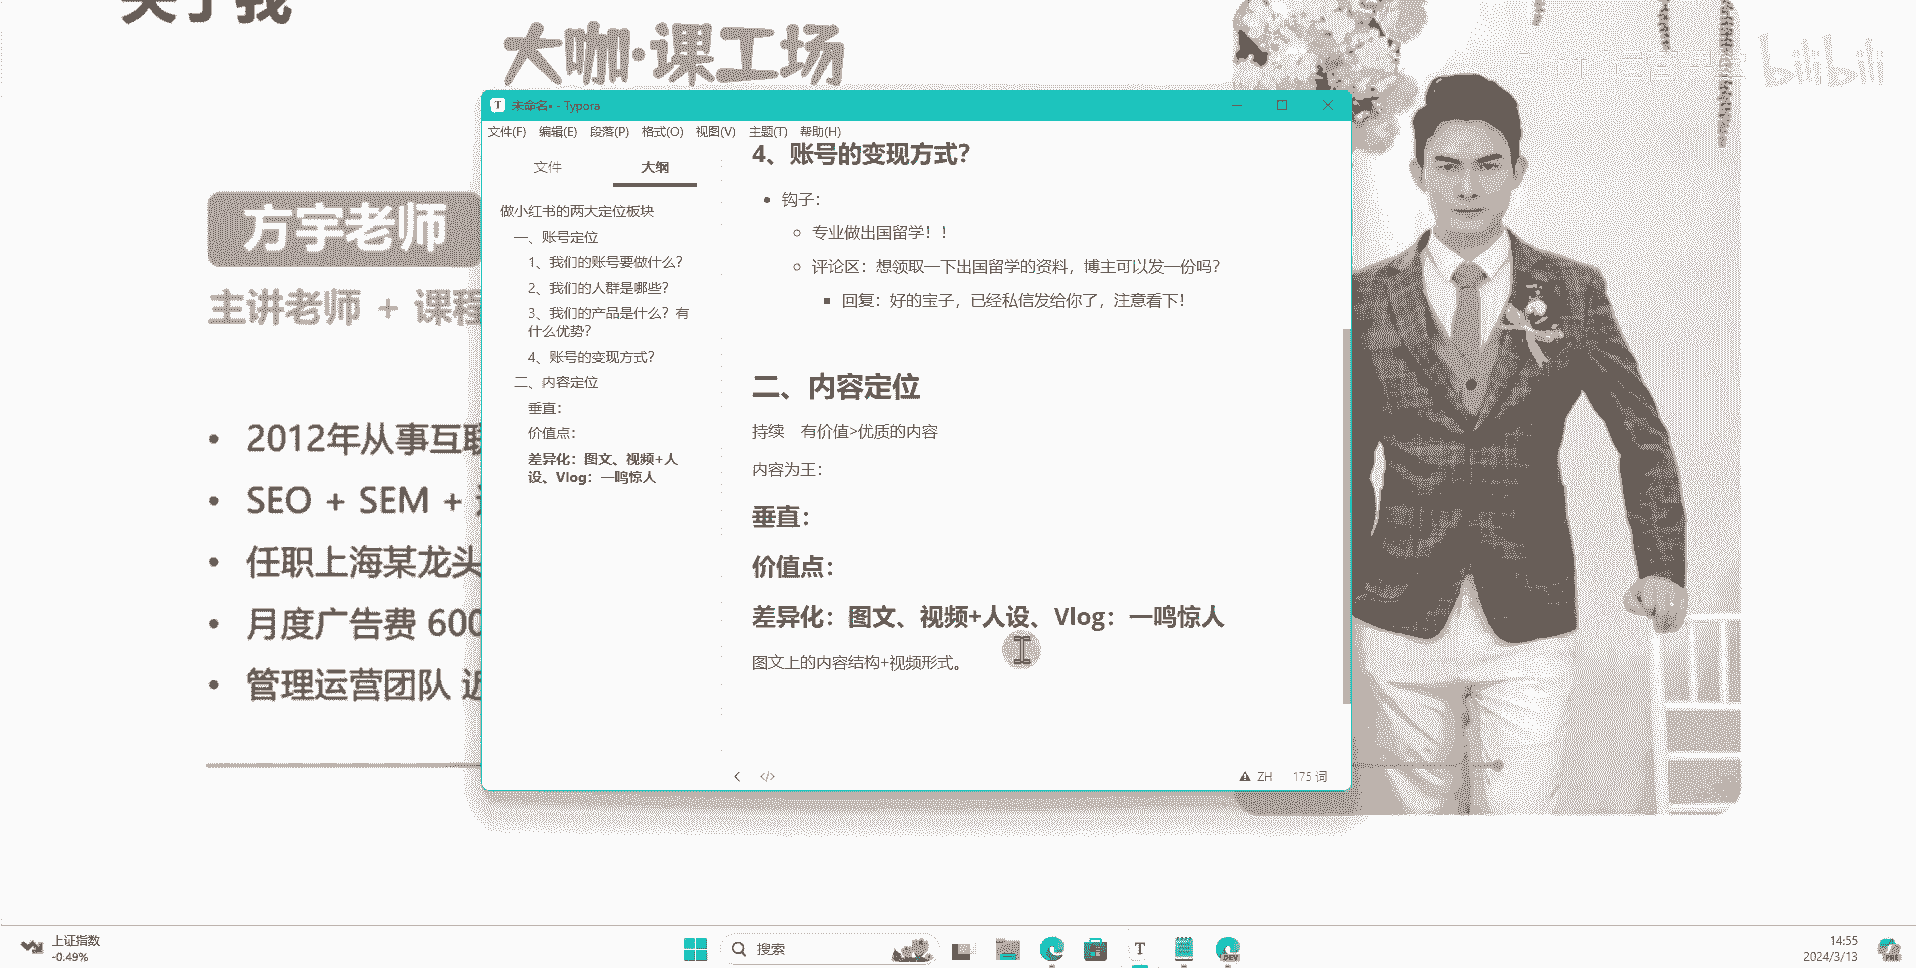 关于我
大咖·课工场
bilibili
方宇老师
主讲老师 + 课程
2012年从事互联
SEO + SEM +
任职上海某龙头
月度广告费 600
管理运营团队 近
未命名• - Typora
文件(F) 编辑(E) 段落(P) 格式(O) 视图(V) 主题(T) 帮助(H)
文件 大纲
做小红书的两大定位板块
一、账号定位
1、我们的账号要做什么？
2、我们的人群是哪些？
3、我们的产品是什么？有
什么优势？
4、账号的变现方式？
二、内容定位
垂直：
价值点：
差异化：图文、视频+人
设、Vlog：一鸣惊人
4、账号的变现方式？
钩子：
专业做出国留学！！
评论区：想领取一下出国留学的资料，博主可以发一份吗？
回复：好的宝子，已经私信发给你了，注意看下！
二、内容定位
持续 有价值>优质的内容
内容为王：
垂直：
价值点：
差异化：图文、视频+人设、Vlog：一鸣惊人
图文上的内容结构+视频形式。
ZH 175 词
上证指数
-0.49%
搜索
T
DEV
14:55
2024/3/13
PRE